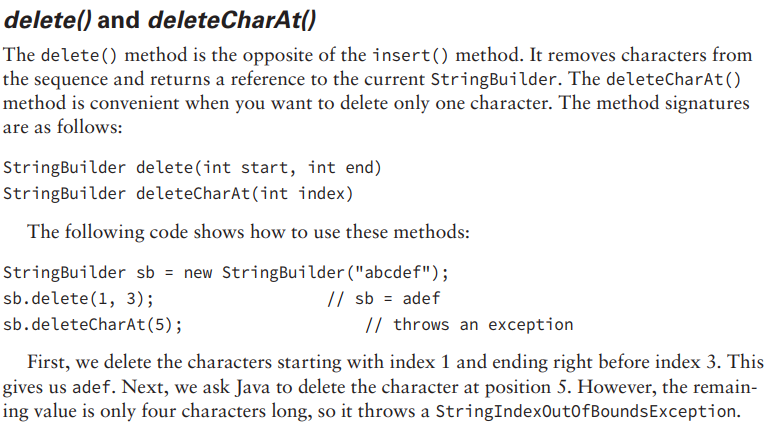 delete() and deleteCharAt()
The delete() method is the opposite of the insert() method. It removes characters from
the sequence and returns a reference to the current StringBuilder. The deleteCharAt()
method is convenient when you want to delete only one character. The method signatures
are as follows:
StringBuilder delete(int start, int end)
StringBuilder deleteCharAt(int index)
The following code shows how to use these methods:
StringBuilder sb = new StringBuilder("abcdef");
sb.delete(1, 3); // sb = adef
sb.deleteCharAt(5); // throws an exception
First, we delete the characters starting with index 1 and ending right before index 3. This
gives us adef. Next, we ask Java to delete the character at position 5. However, the remain-
ing value is only four characters long, so it throws a StringIndexOutOfBoundsException.